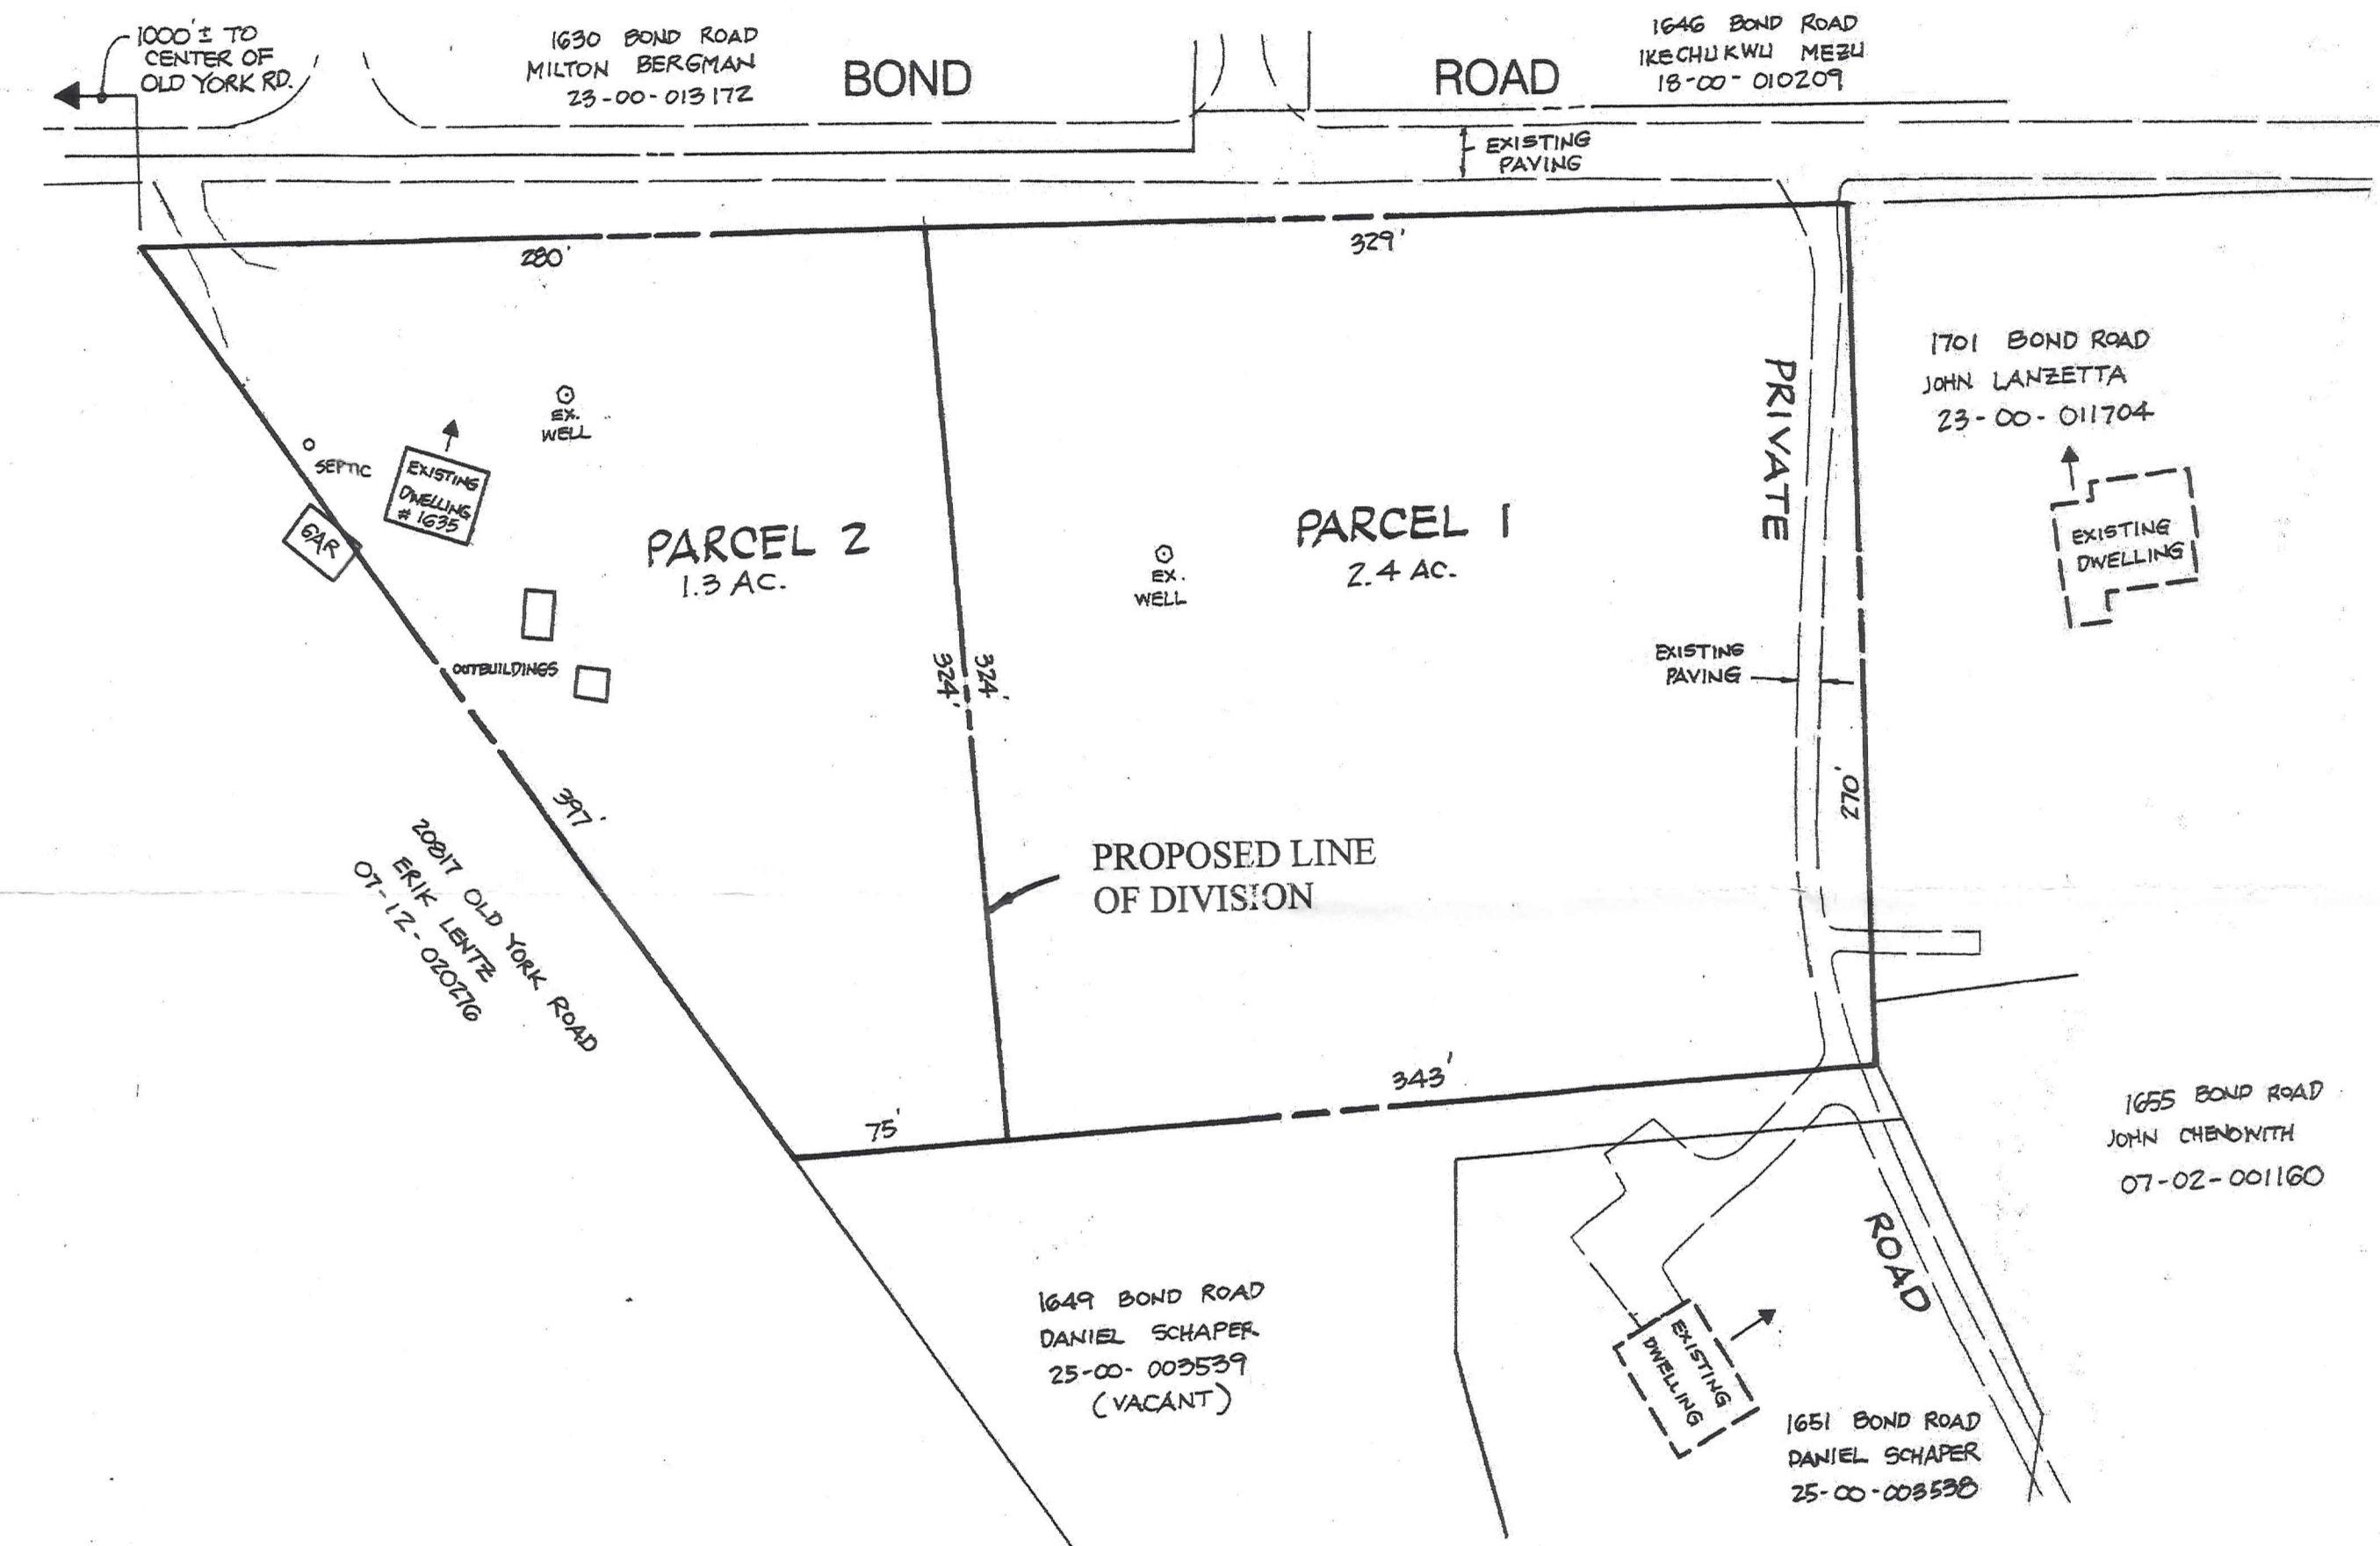 1000'± TO
CENTER OF
OLD YORK RD.
1630 BOND ROAD
MILTON BERGMAN
23-00-013172
BOND
ROAD
1646 BOND ROAD
IKECHUKWU MEZU
18-00-010209
EXISTING
PAVING
280'
329'
1701 BOND ROAD
JOHN LANZETTA
23-00-011704
EXISTING
DWELLING
PRIVATE
EX.
WELL
SEPTIC
EXISTING
DWELLING
# 1635
GAR
PARCEL 2
1.3 AC.
PARCEL 1
2.4 AC.
EX.
WELL
OUTBUILDINGS
324'
324'
EXISTING
PAVING
270'
397'
PROPOSED LINE
OF DIVISION
20817 OLD YORK ROAD
ERIK LENTZ
07-12-020276
75'
343'
1655 BOND ROAD
JOHN CHENOWITH
07-02-001160
ROAD
1649 BOND ROAD
DANIEL SCHAPER
25-00-003539
(VACANT)
EXISTING
DWELLING
1651 BOND ROAD
DANIEL SCHAPER
25-00-003538